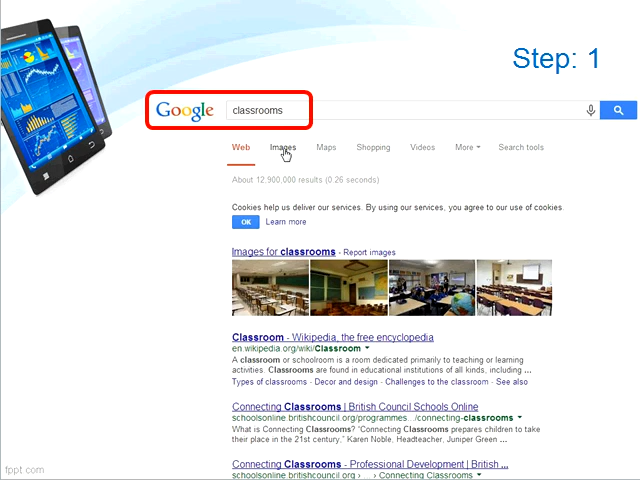 Step: 1
Google classrooms
Web Images Maps Shopping Videos More Search tools
About 12,900,000 results (0.26 seconds)
Cookies help us deliver our services. By using our services, you agree to our use of cookies.
OK Learn more
Images for classrooms - Report images
Classroom - Wikipedia, the free encyclopedia
en.wikipedia.org/wiki/Classroom
A classroom or schoolroom is a room dedicated primarily to teaching or learning
activities. Classrooms are found in educational institutions of all kinds, including ...
Types of classrooms - Decor and design - Challenges to the classroom - See also
Connecting Classrooms | British Council Schools Online
schoolsonline.britishcouncil.org/programmes.../connecting-classrooms
What is Connecting Classrooms? "Connecting Classrooms prepares children to take
their place in the 21st century," Karen Noble, Headteacher, Juniper Green ...
Connecting Classrooms - Professional Development | British ...
schoolsonline.britishcouncil.org › ... › Connecting Classrooms
fppt.com